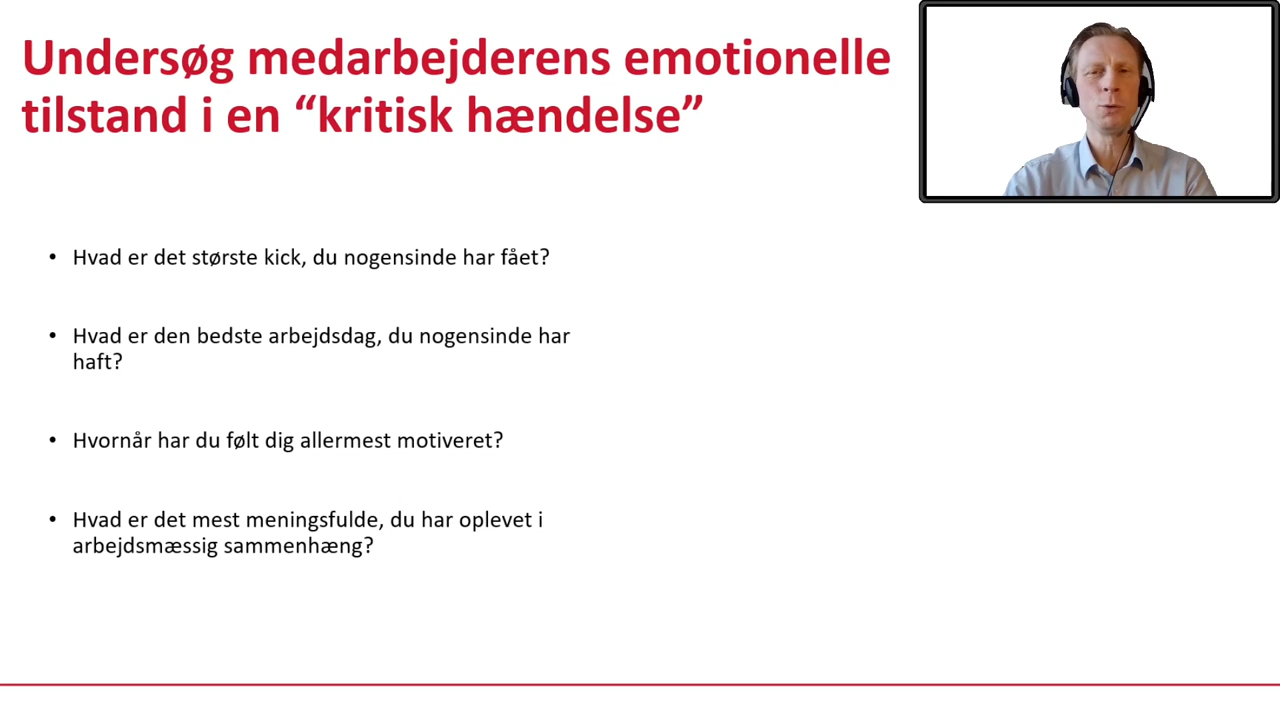 Undersøg medarbejderens emotionelle
tilstand i en “kritisk hændelse”
• Hvad er det største kick, du nogensinde har fået?
• Hvad er den bedste arbejdsdag, du nogensinde har
haft?
• Hvornår har du følt dig allermest motiveret?
• Hvad er det mest meningsfulde, du har oplevet i
arbejdsmæssig sammenhæng?